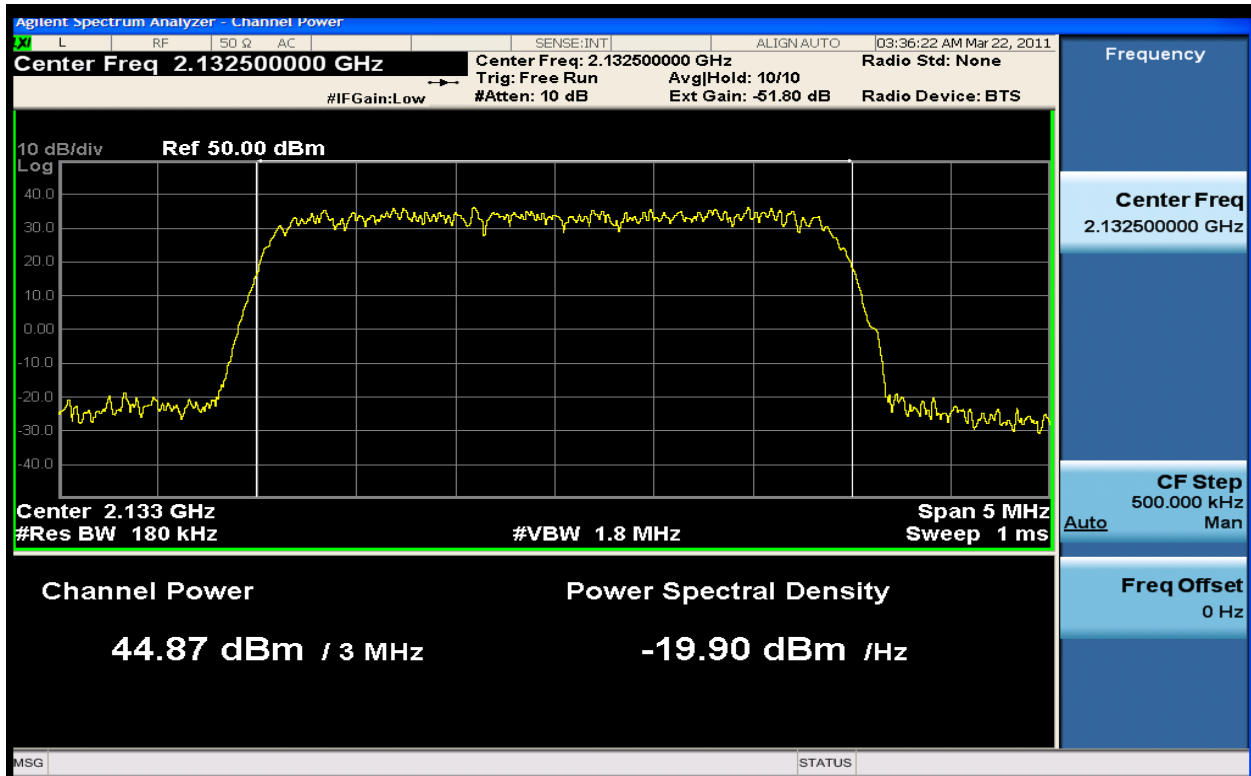 Agilent Spectrum Analyzer - Channel Power
LXI L RF 50 Ω AC SENSE:INT ALIGN AUTO 03:36:22 AM Mar 22, 2011
Center Freq 2.132500000 GHz
Center Freq: 2.132500000 GHz
Radio Std: None
Trig: Free Run
Avg|Hold: 10/10
#IFGain:Low
#Atten: 10 dB
Ext Gain: -51.80 dB
Radio Device: BTS
10 dB/div
Ref 50.00 dBm
Log
40.0
30.0
20.0
10.0
0.00
-10.0
-20.0
-30.0
-40.0
Center 2.133 GHz
Span 5 MHz
#Res BW 180 kHz
#VBW 1.8 MHz
Sweep 1 ms
Channel Power
Power Spectral Density
44.87 dBm / 3 MHz
-19.90 dBm /Hz
Frequency
Center Freq
2.132500000 GHz
CF Step
500.000 kHz
Auto Man
Freq Offset
0 Hz
MSG
STATUS